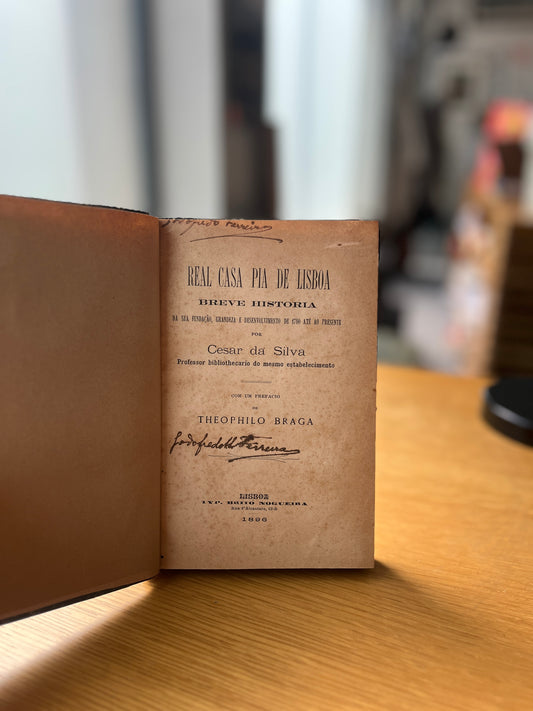 Godofredo Ferreira
REAL CASA PIA DE LISBOA
BREVE HISTORIA
DA SUA FUNDAÇÃO, GRANDEZA E DESENVOLVIMENTO DE 1780 ATÉ AO PRESENTE
POR
Cesar da Silva
Professor bibliothecario do mesmo estabelecimento
COM UM PREFACIO
DE
THEOPHILO BRAGA
Godofredo Ferreira
LISBOA
TYP. BRITO NOGUEIRA
1896